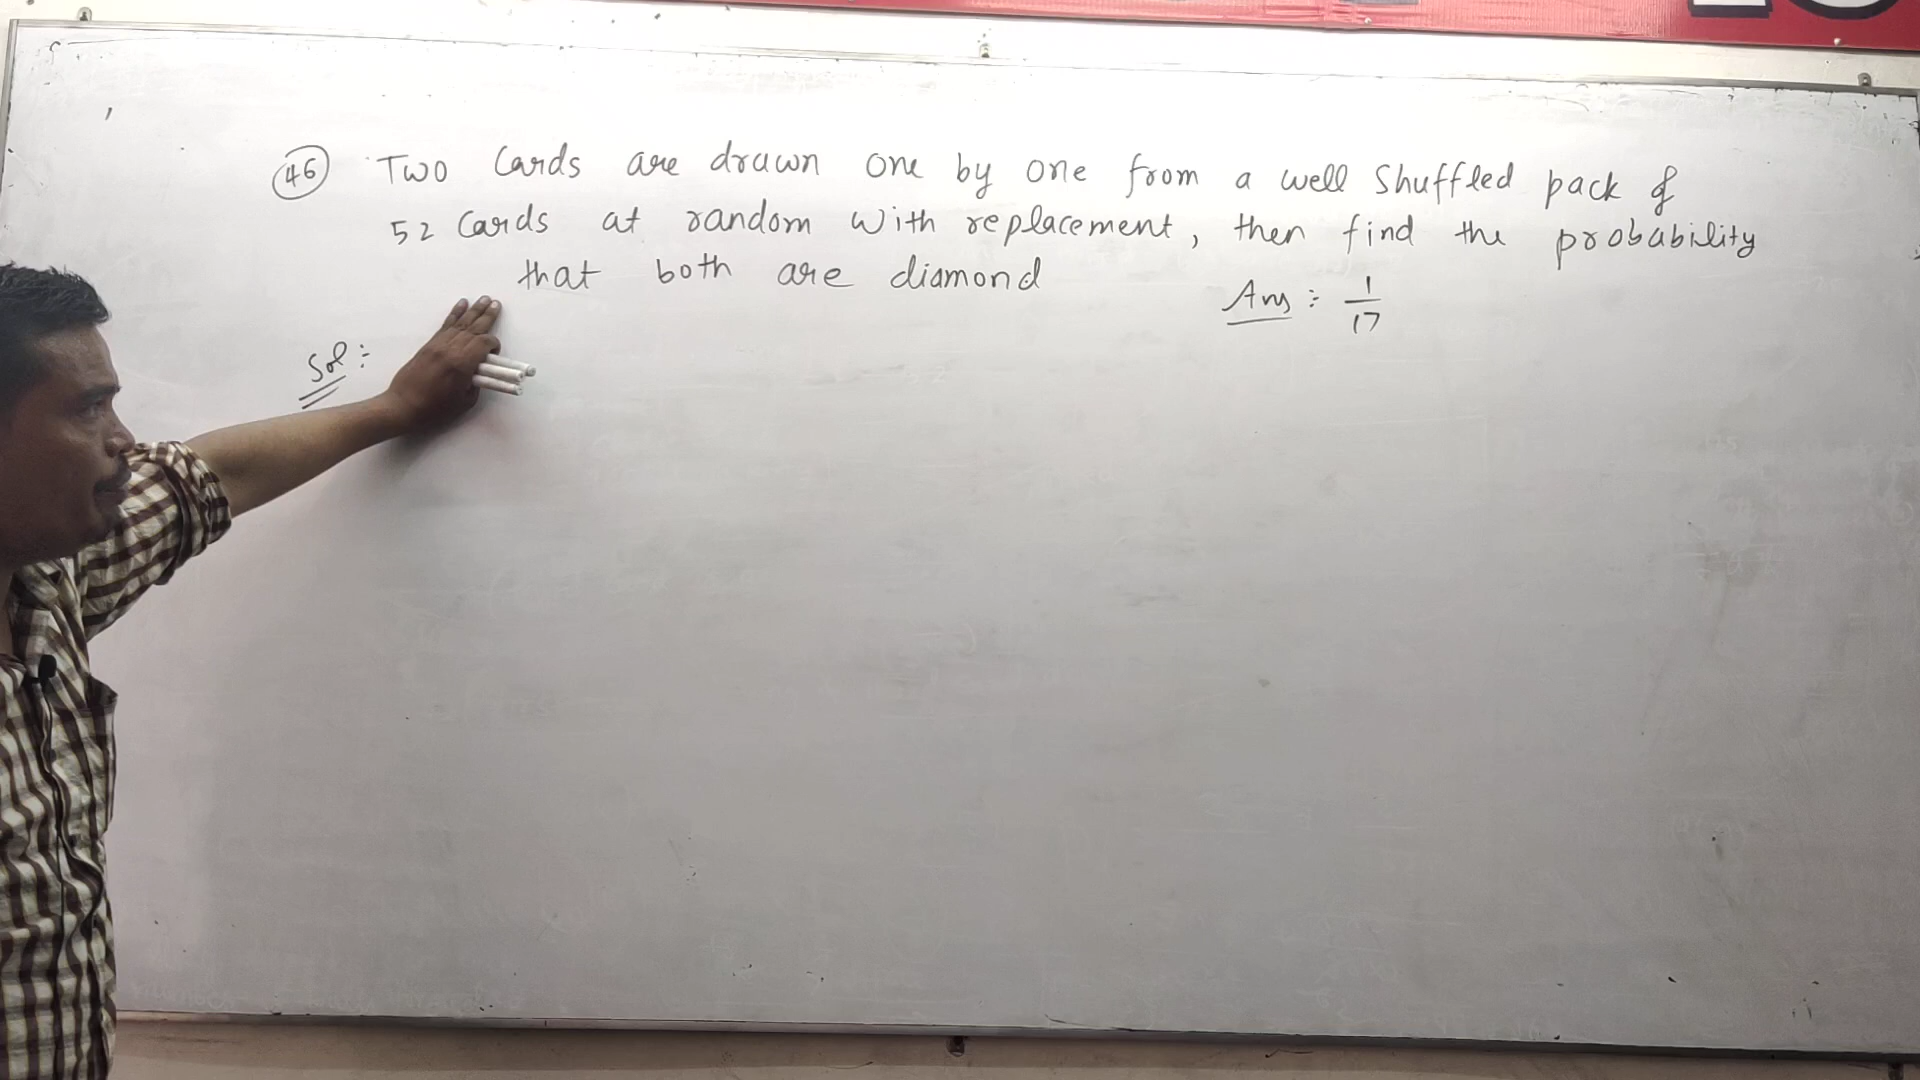 46 Two Cards are drawn one by one from a well Shuffled pack of
52 Cards at random with replacement, then find the probability
that both are diamond
Ans : 1/17
Sol :